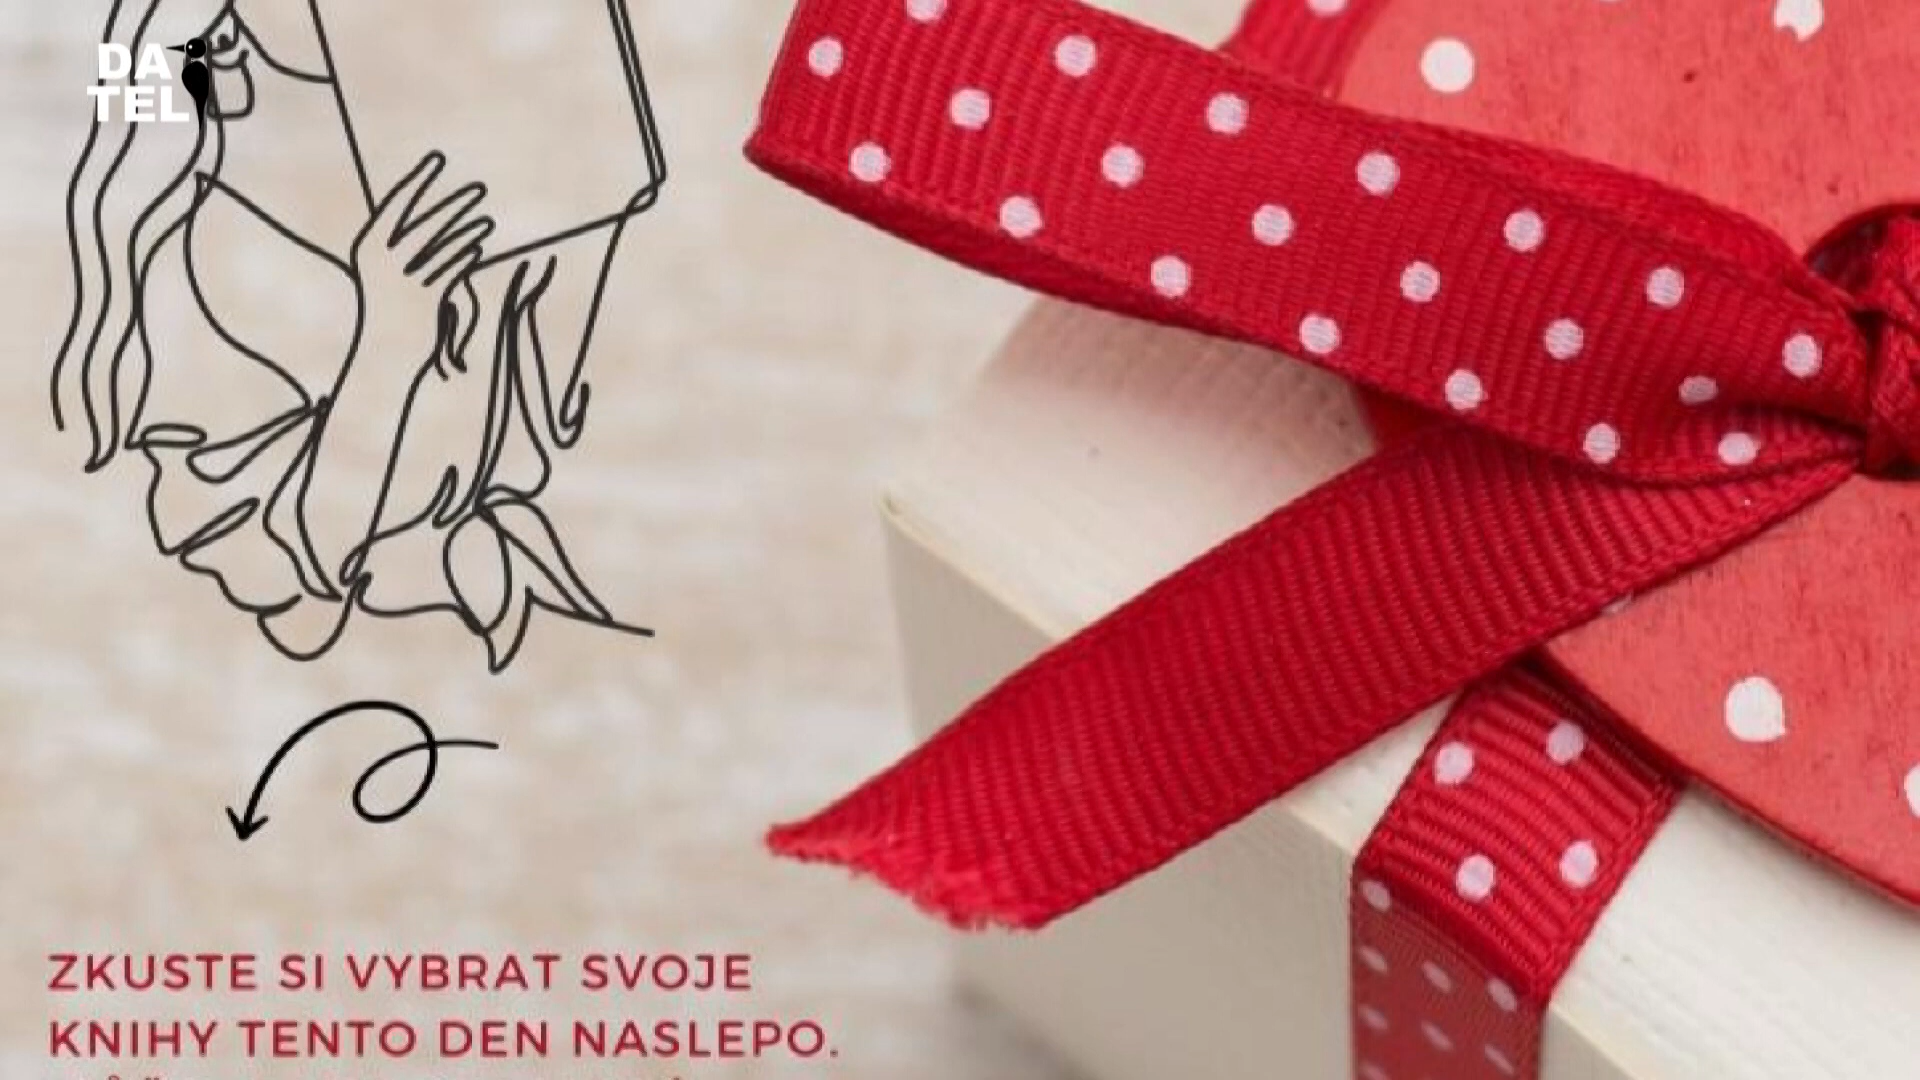 DA
TEL
ZKUSTE SI VYBRAT SVOJE
KNIHY TENTO DEN NASLEPO.